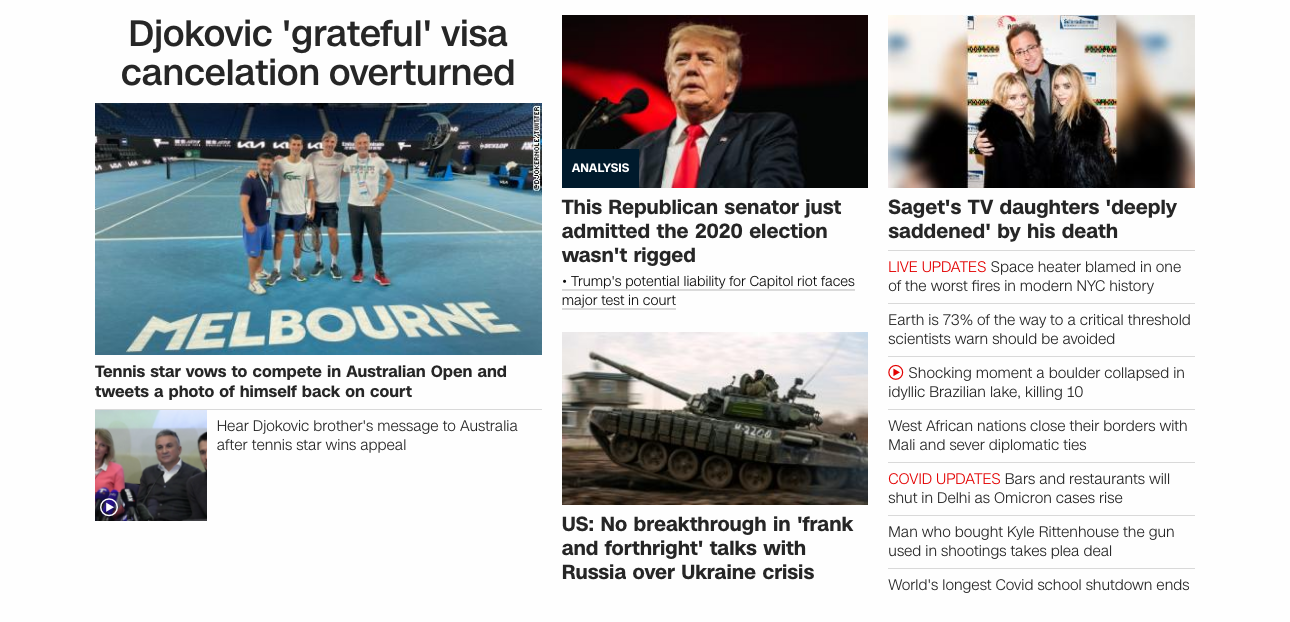 Djokovic 'grateful' visa
cancelation overturned
@DJOKERNOLE/TWITTER
MELBOURNE
Tennis star vows to compete in Australian Open and
tweets a photo of himself back on court
Hear Djokovic brother's message to Australia
after tennis star wins appeal
ANALYSIS
This Republican senator just
admitted the 2020 election
wasn't rigged
• Trump's potential liability for Capitol riot faces
major test in court
US: No breakthrough in 'frank
and forthright' talks with
Russia over Ukraine crisis
Saget's TV daughters 'deeply
saddened' by his death
LIVE UPDATES Space heater blamed in one
of the worst fires in modern NYC history
Earth is 73% of the way to a critical threshold
scientists warn should be avoided
Shocking moment a boulder collapsed in
idyllic Brazilian lake, killing 10
West African nations close their borders with
Mali and sever diplomatic ties
COVID UPDATES Bars and restaurants will
shut in Delhi as Omicron cases rise
Man who bought Kyle Rittenhouse the gun
used in shootings takes plea deal
World's longest Covid school shutdown ends